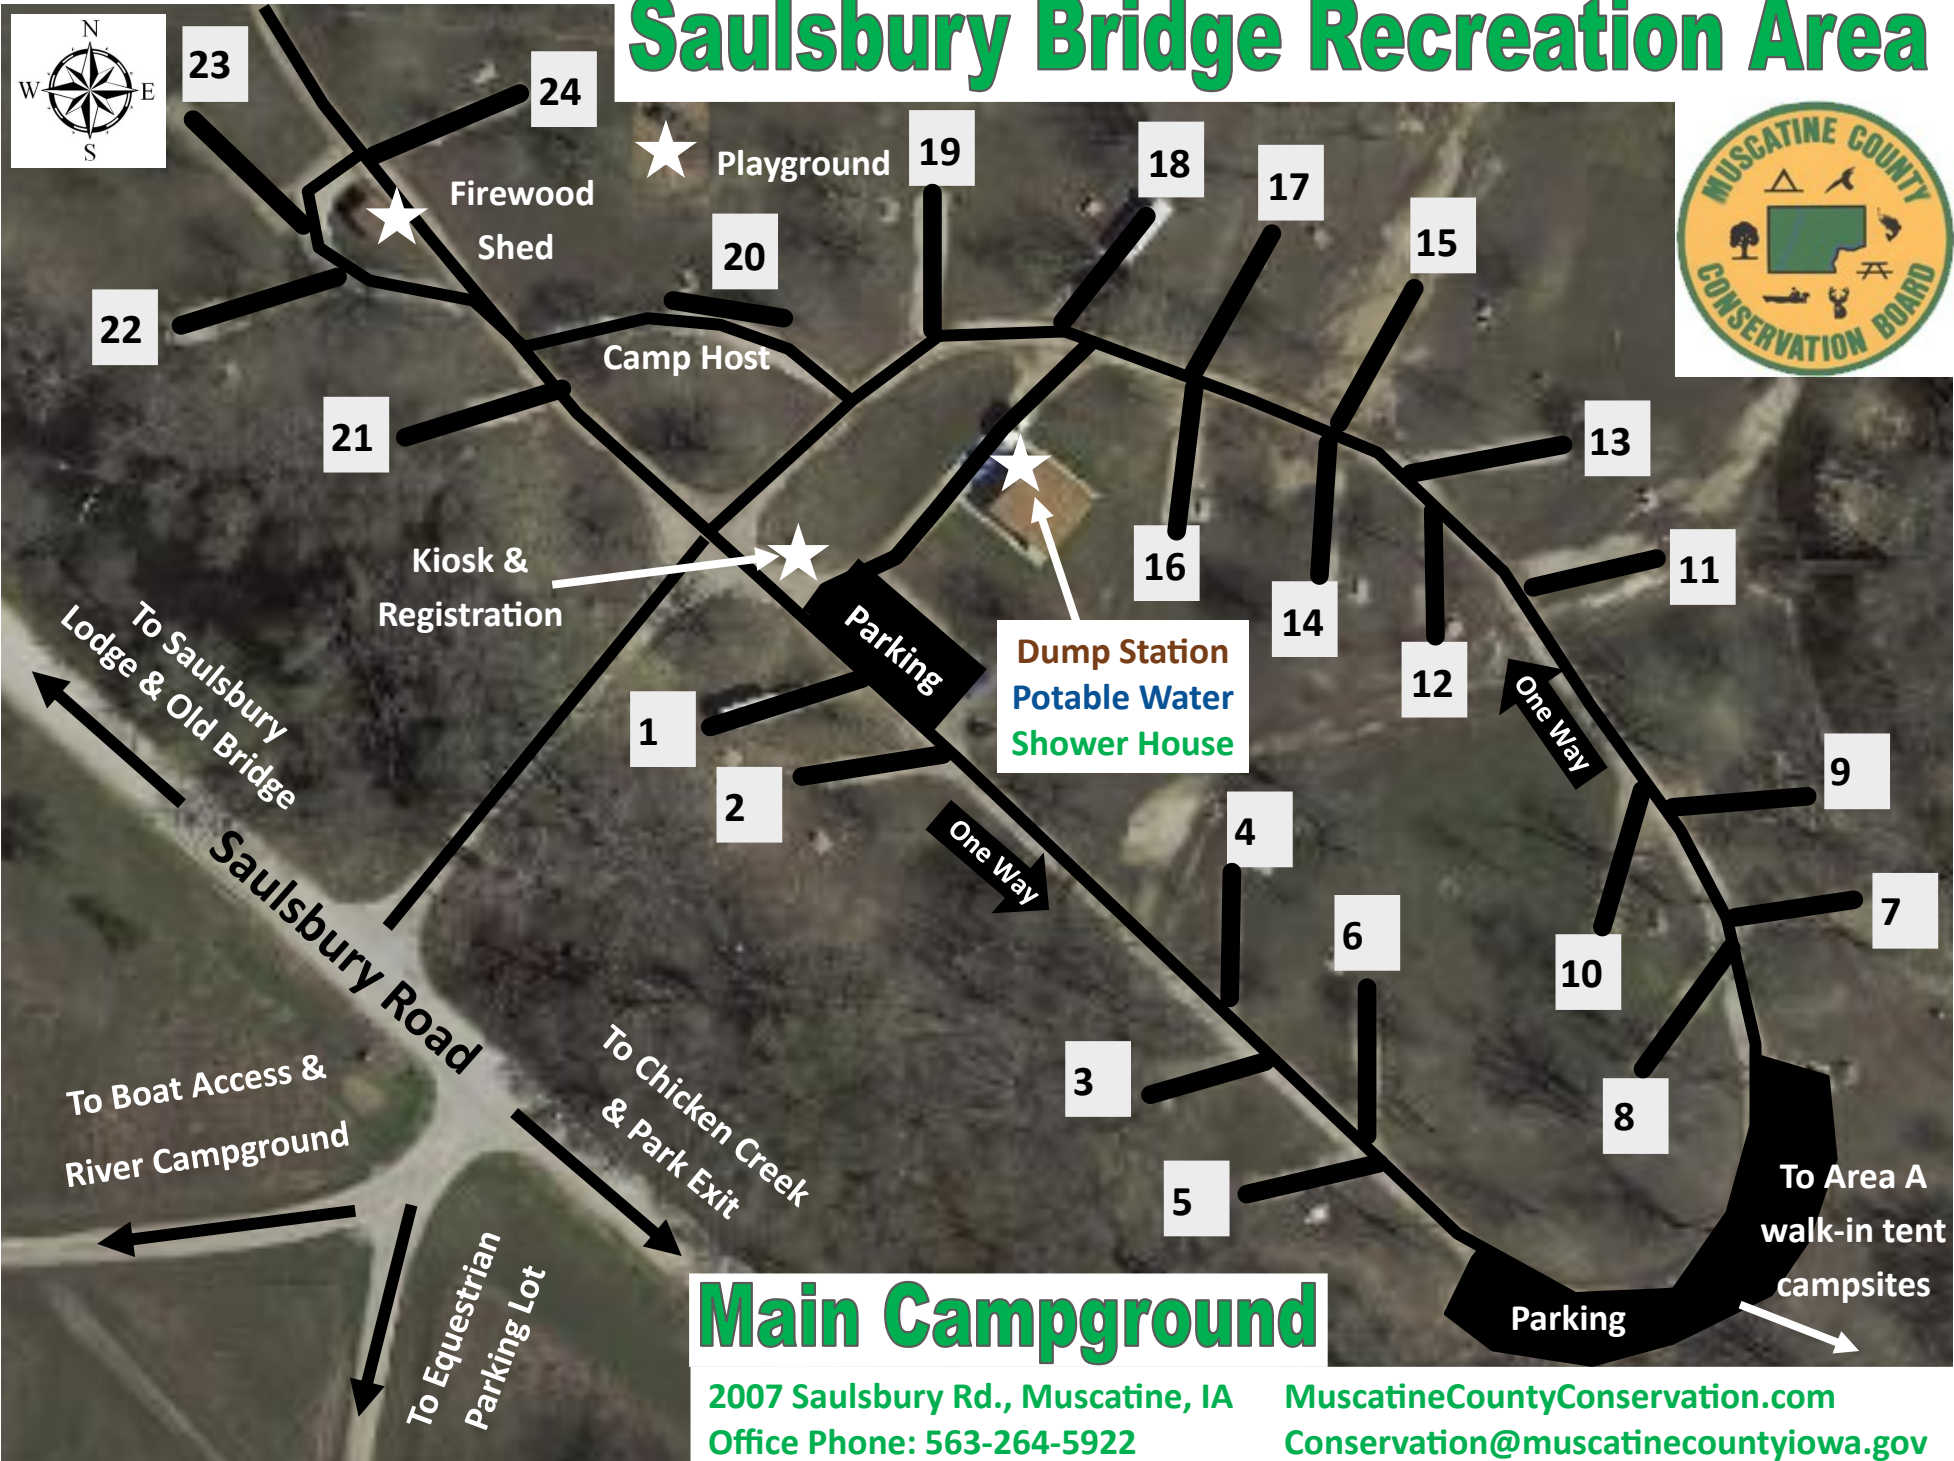 Saulsbury Bridge Recreation Area
N
W
E
S
23
24
Firewood
Shed
Playground
19
18
17
15
20
22
Camp Host
21
13
MUSCATINE COUNTY
CONSERVATION BOARD
Kiosk &
Registration
16
14
12
11
Parking
Dump Station
Potable Water
Shower House
To Saulsbury
Lodge & Old Bridge
1
2
One Way
One Way
9
4
6
7
10
Saulsbury Road
3
8
5
To Boat Access &
River Campground
To Chicken Creek
& Park Exit
To Equestrian
Parking Lot
To Area A
walk-in tent
campsites
Parking
Main Campground
2007 Saulsbury Rd., Muscatine, IA
Office Phone: 563-264-5922
MuscatineCountyConservation.com
Conservation@muscatinecountyiowa.gov